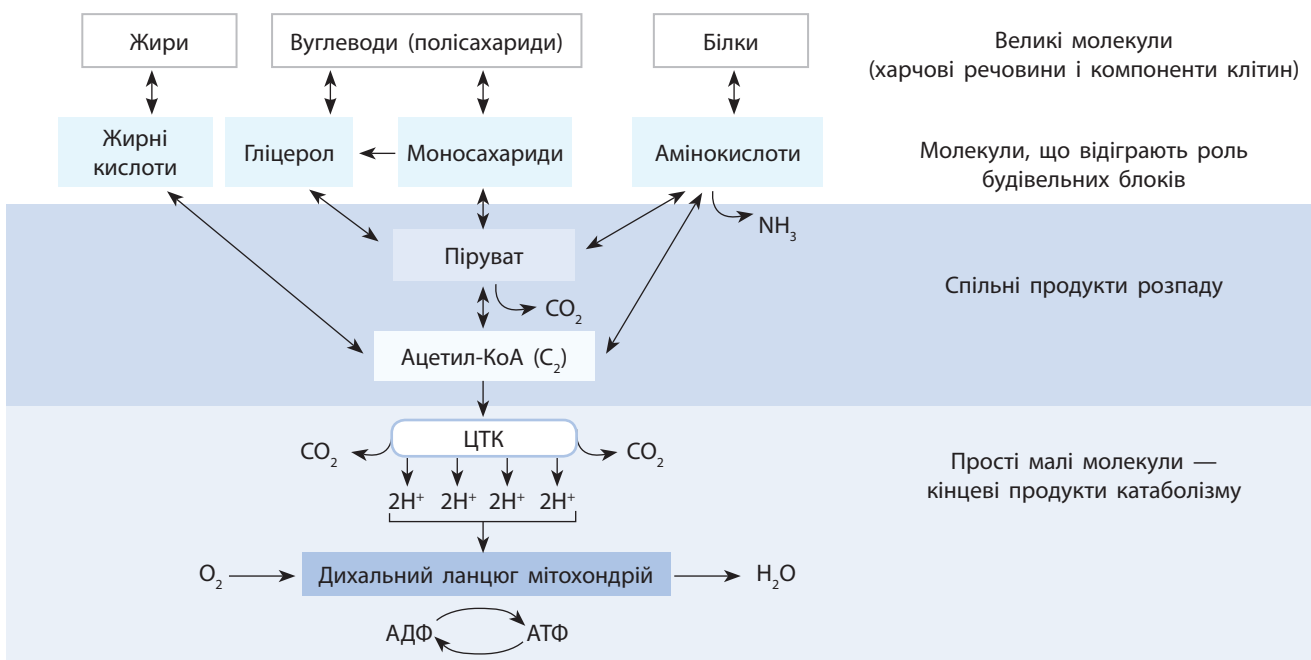 Жири
Вуглеводи (полісахариди)
Білки
Великі молекули
(харчові речовини і компоненти клітин)
Жирні
кислоти
Гліцерол
Моносахариди
Амінокислоти
Молекули, що відіграють роль
будівельних блоків
NH₃
Піруват
Спільні продукти розпаду
CO₂
Ацетил-КоА (C₂)
ЦТК
CO₂
CO₂
Прості малі молекули —
кінцеві продукти катаболізму
2H⁺ 2H⁺ 2H⁺ 2H⁺
O₂
Дихальний ланцюг мітохондрій
H₂O
АДФ
АТФ